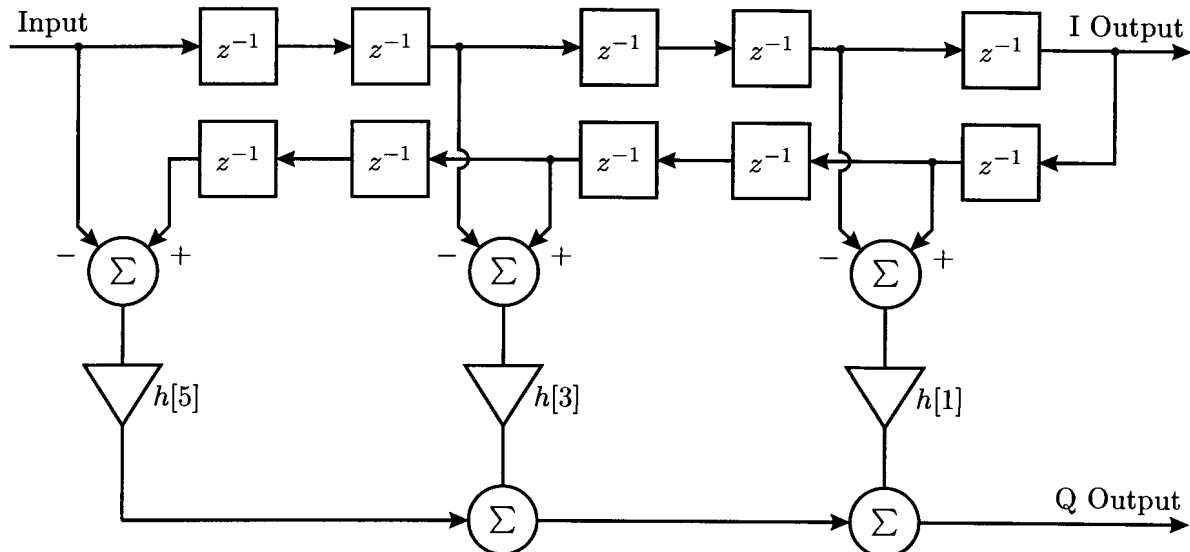 Input
I Output
z⁻¹ z⁻¹ z⁻¹ z⁻¹ z⁻¹
z⁻¹ z⁻¹ z⁻¹ z⁻¹ z⁻¹
− + − + − +
Σ Σ Σ
h[5] h[3] h[1]
Q Output
Σ Σ